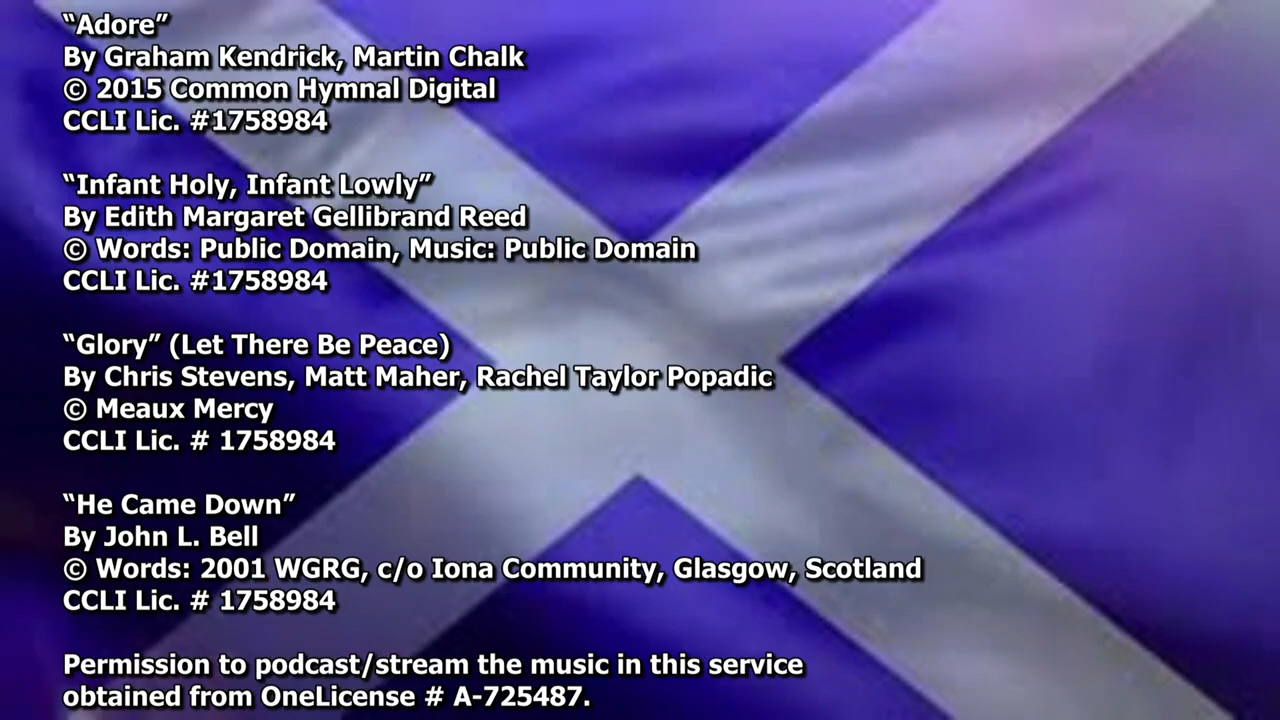 “Adore”
By Graham Kendrick, Martin Chalk
© 2015 Common Hymnal Digital
CCLI Lic. #1758984
“Infant Holy, Infant Lowly”
By Edith Margaret Gellibrand Reed
© Words: Public Domain, Music: Public Domain
CCLI Lic. #1758984
“Glory” (Let There Be Peace)
By Chris Stevens, Matt Maher, Rachel Taylor Popadic
© Meaux Mercy
CCLI Lic. # 1758984
“He Came Down”
By John L. Bell
© Words: 2001 WGRG, c/o Iona Community, Glasgow, Scotland
CCLI Lic. # 1758984
Permission to podcast/stream the music in this service
obtained from OneLicense # A-725487.